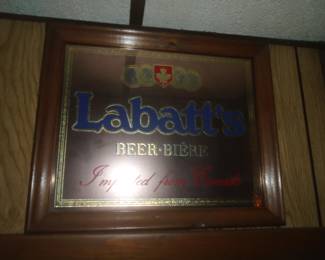 Labatt's
BEER·BIÈRE
Imported from Canada